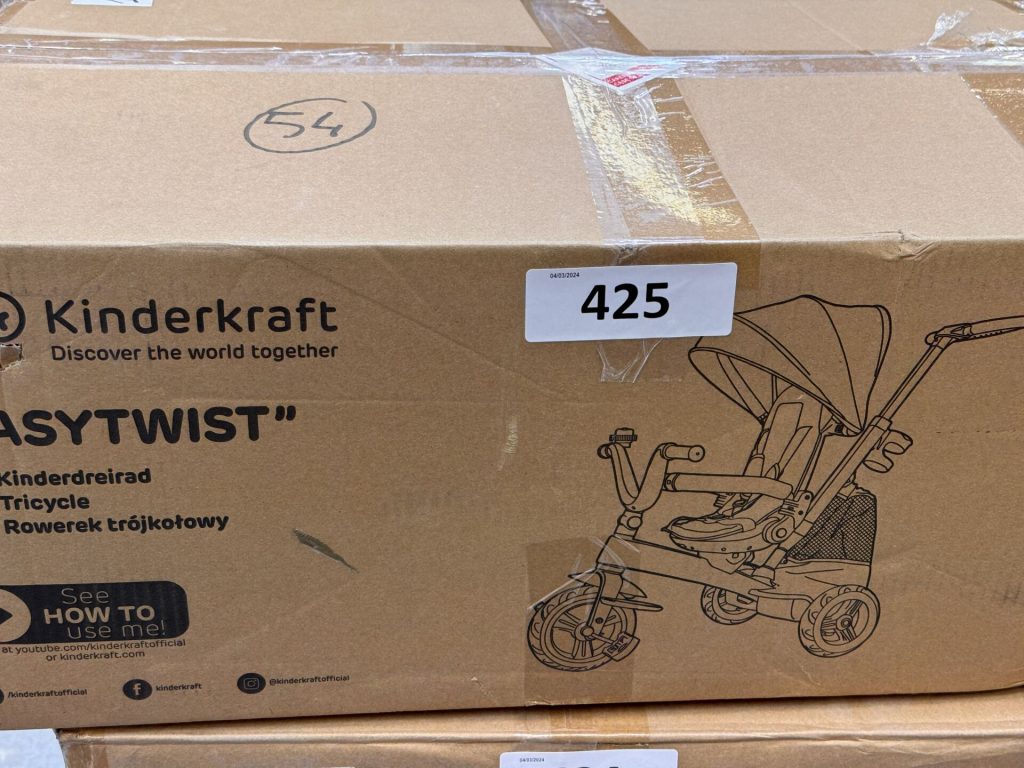 54
04/03/2024
425
Kinderkraft
Discover the world together
ASYTWIST”
Kinderdreirad
Tricycle
Rowerek trójkołowy
See
HOW TO
use me!
at youtube.com/kinderkraftofficial
or kinderkraft.com
/kinderkraftofficial
kinderkraft
@kinderkraftofficial
04/03/2024